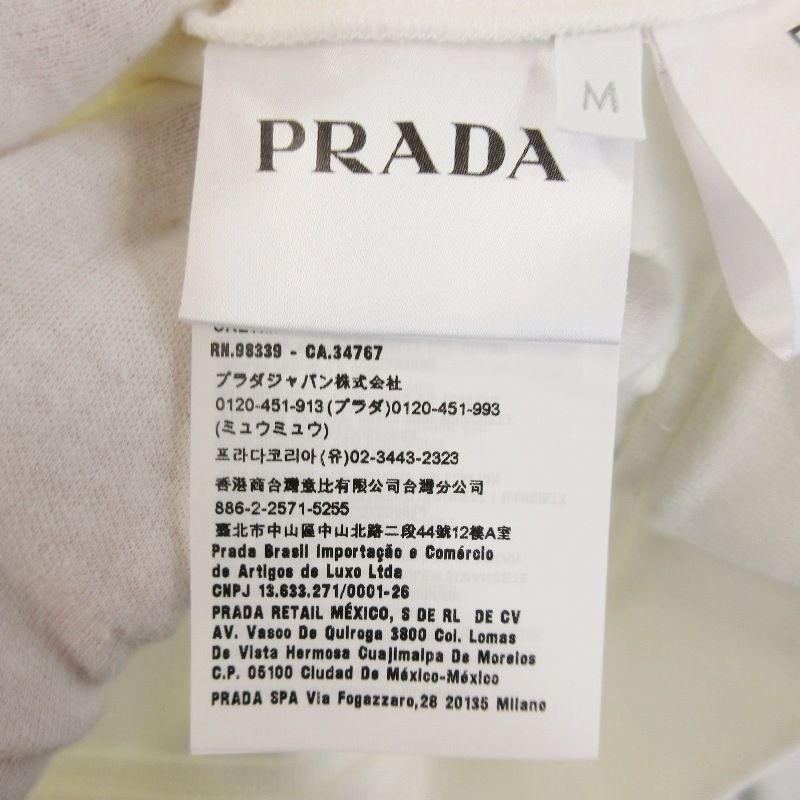 PRADA
M
RN.98339 - CA.34767
プラダジャパン株式会社
0120-451-913(プラダ)0120-451-993
(ミュウミュウ)
프라다코리아(유)02-3443-2323
香港商台灣意比有限公司台灣分公司
886-2-2571-5255
臺北市中山區中山北路二段44號12樓A室
Prada Brasil Importação e Comércio
de Artigos de Luxo Ltda
CNPJ 13.633.271/0001-26
PRADA RETAIL MÉXICO, S DE RL DE CV
AV. Vasco De Quiroga 3800 Col. Lomas
De Vista Hermosa Cuajimalpa De Morelos
C.P. 05100 Ciudad De México-México
PRADA SPA Via Fogazzaro,28 20135 Milano